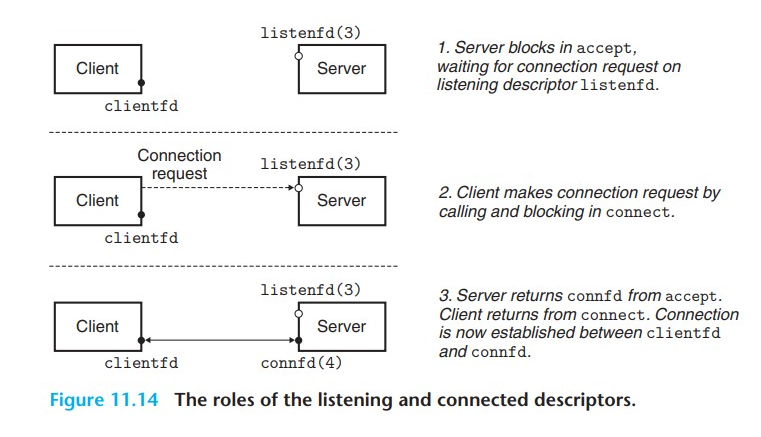 listenfd(3)
Client
Server
clientfd
1. Server blocks in accept,
waiting for connection request on
listening descriptor listenfd.
Connection
request
listenfd(3)
Client
Server
clientfd
2. Client makes connection request by
calling and blocking in connect.
listenfd(3)
Client
Server
clientfd
connfd(4)
3. Server returns connfd from accept.
Client returns from connect. Connection
is now established between clientfd
and connfd.
Figure 11.14 The roles of the listening and connected descriptors.